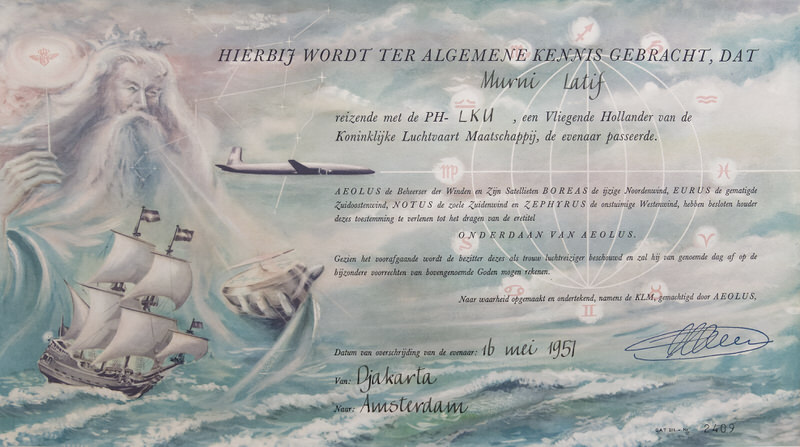 HIERBIJ WORDT TER ALGEMENE KENNIS GEBRACHT, DAT
Murni Latif
reizende met de PH- LKU , een Vliegende Hollander van de
Koninklijke Luchtvaart Maatschappij, de evenaar passeerde.
AEOLUS de Beheerser der Winden en Zijn Satellieten BOREAS de ijzige Noordenwind, EURUS de gematigde
Zuidoostenwind, NOTUS de zoele Zuidenwind en ZEPHYRUS de onstuimige Westenwind, hebben besloten houder
dezes toestemming te verlenen tot het dragen van de eretitel
ONDERDAAN VAN AEOLUS.
Gezien het voorafgaande wordt de bezitter dezes als trouw luchtreiziger beschouwd en zal hij van genoemde dag af op de
bijzondere voorrechten van bovengenoemde Goden mogen rekenen.
Naar waarheid opgemaakt en ondertekend, namens de KLM, gemachtigd door AEOLUS,
Datum van overschrijding van de evenaar: 16 mei 1951
Van: Djakarta
Naar: Amsterdam
2409